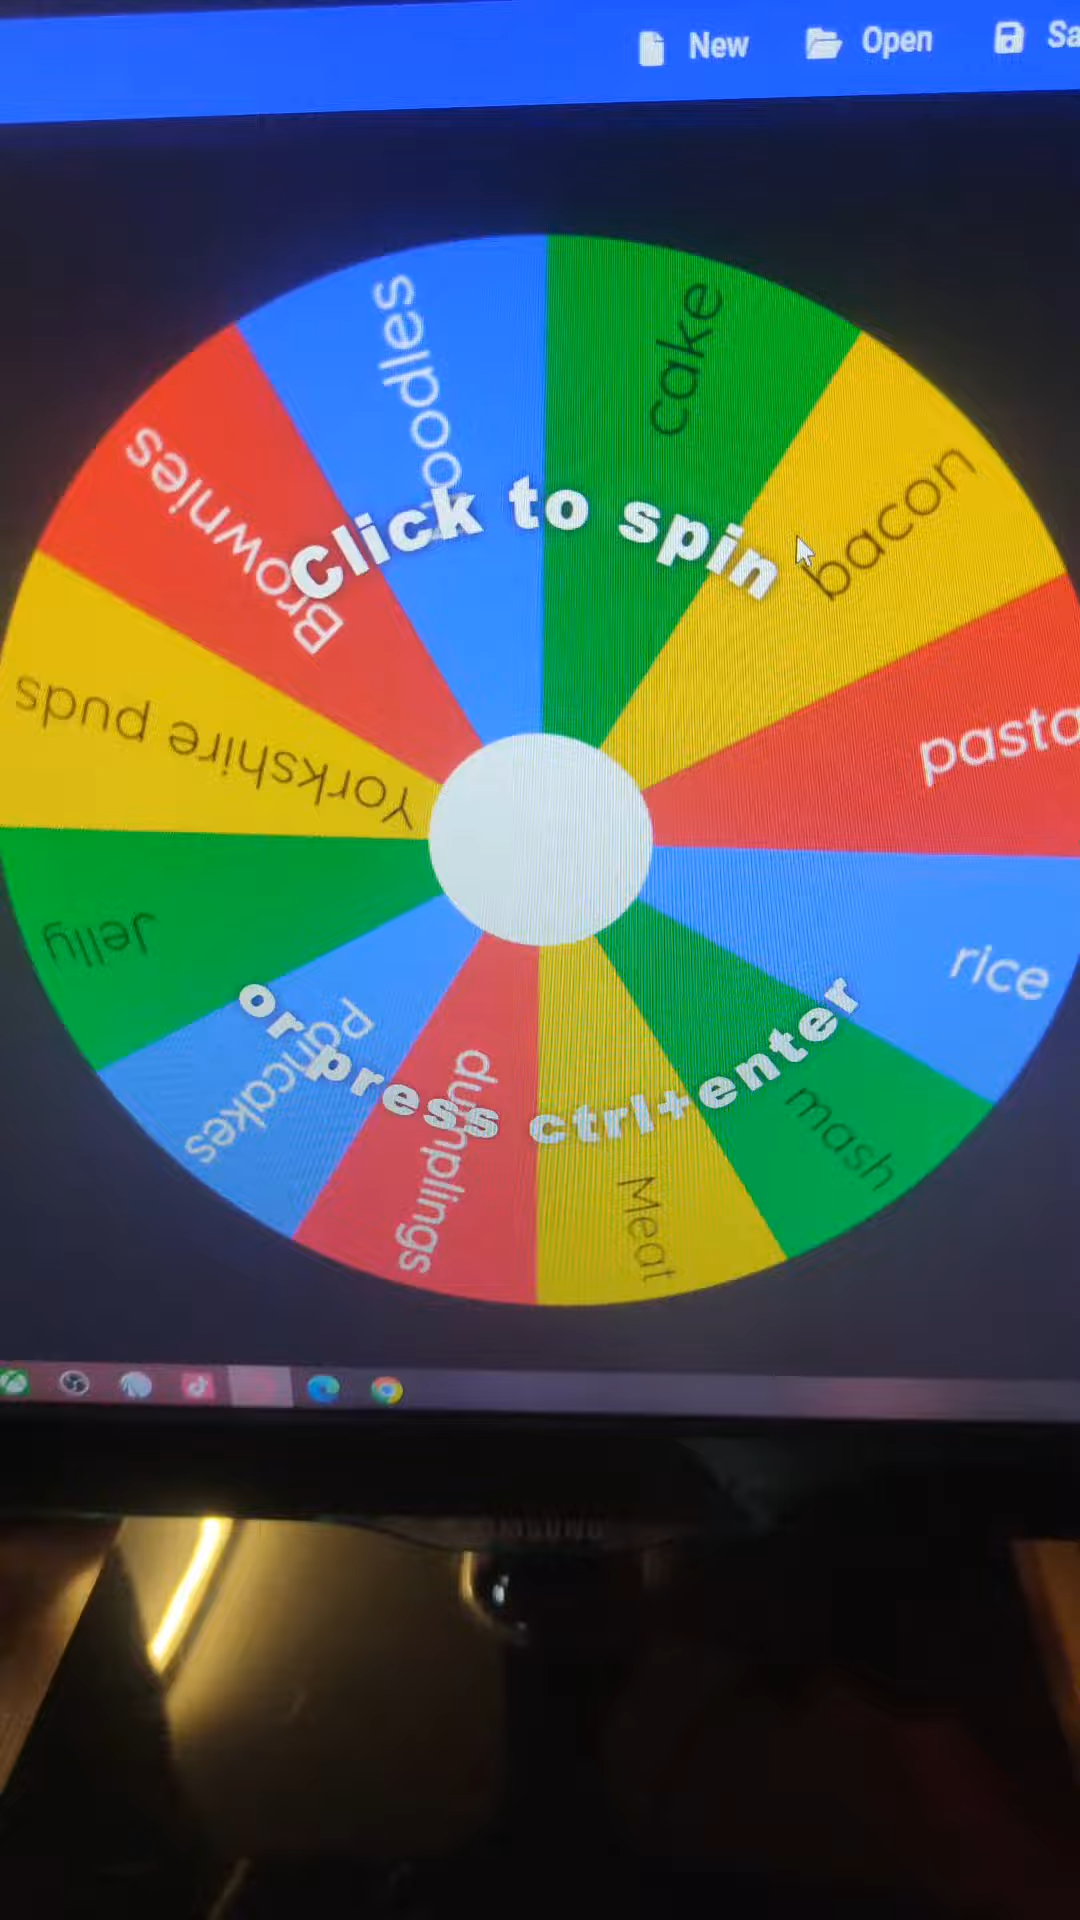 New Open Sa
Click to spin
or press ctrl+enter
cake
bacon
pasta
rice
mash
Meat
dumplings
Pancakes
Jelly
Yorkshire puds
Brownies
noodles
SAMSUNG